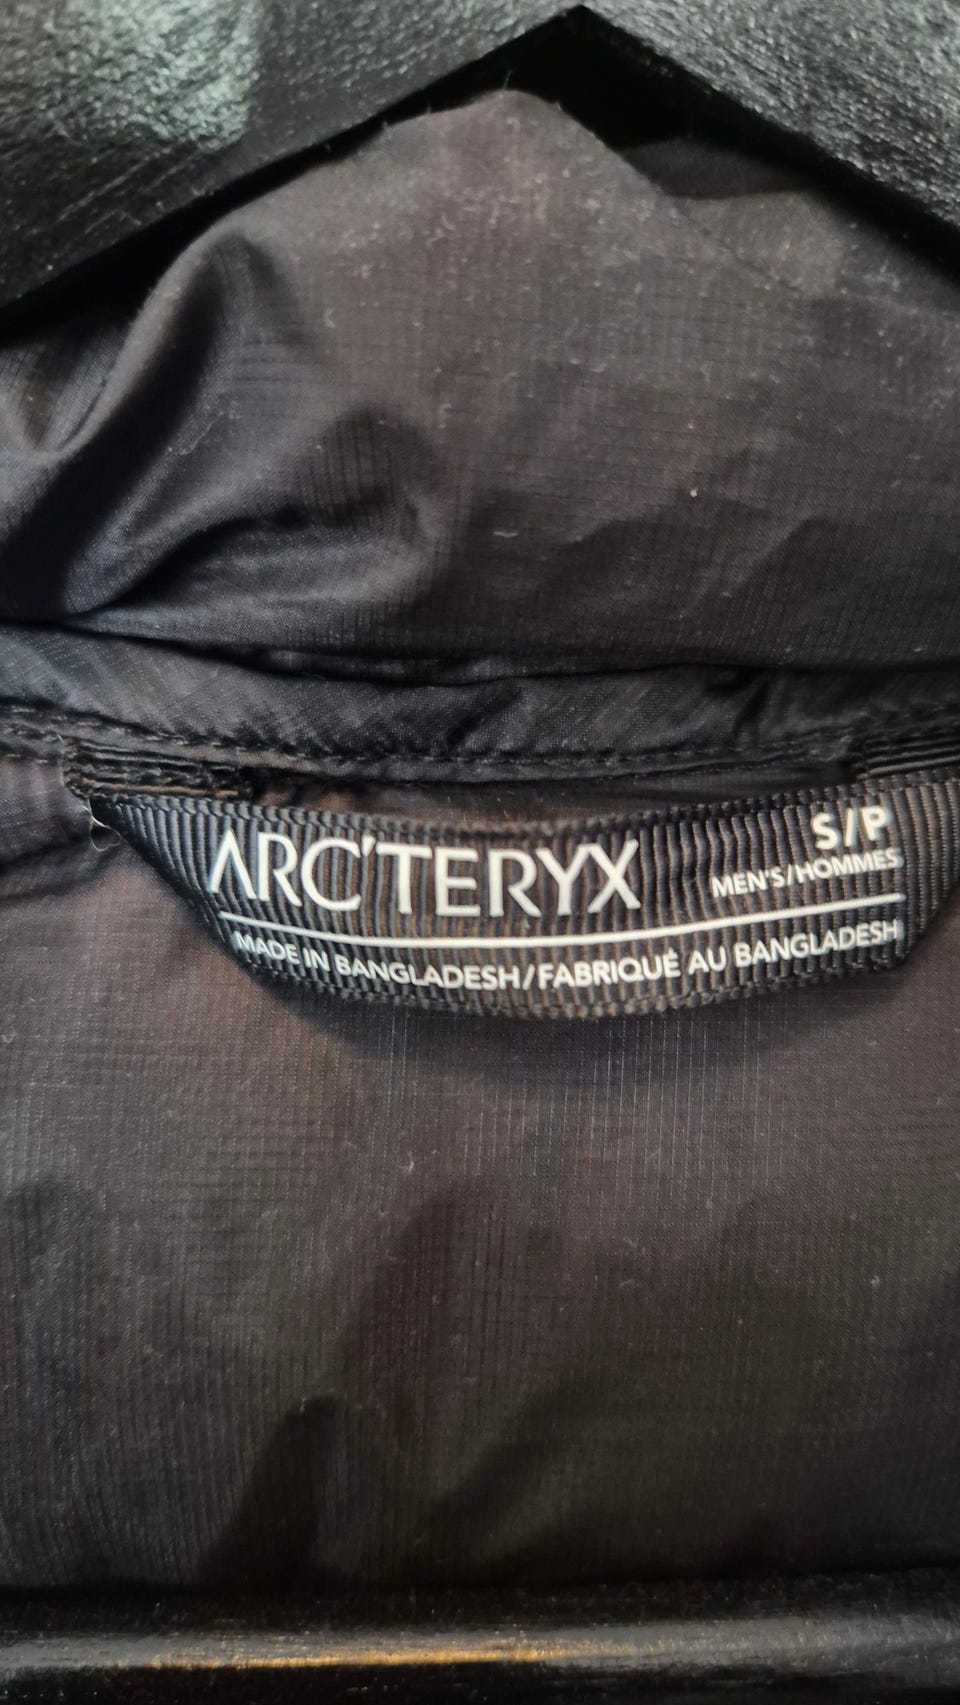 ARC'TERYX
S/P
MEN'S/HOMMES
MADE IN BANGLADESH/FABRIQUÉ AU BANGLADESH